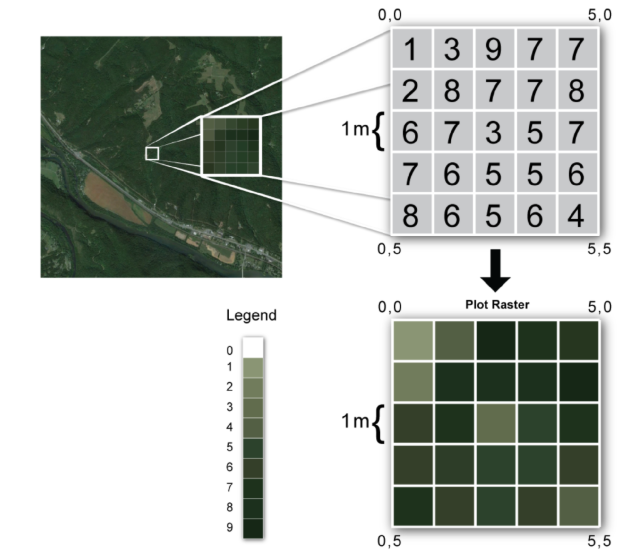 0,0 5,0
1 3 9 7 7
2 8 7 7 8
1m{ 6 7 3 5 7
7 6 5 5 6
8 6 5 6 4
0,5 5,5
Plot Raster
0,0 5,0
1m{
0,5 5,5
Legend
0
1
2
3
4
5
6
7
8
9